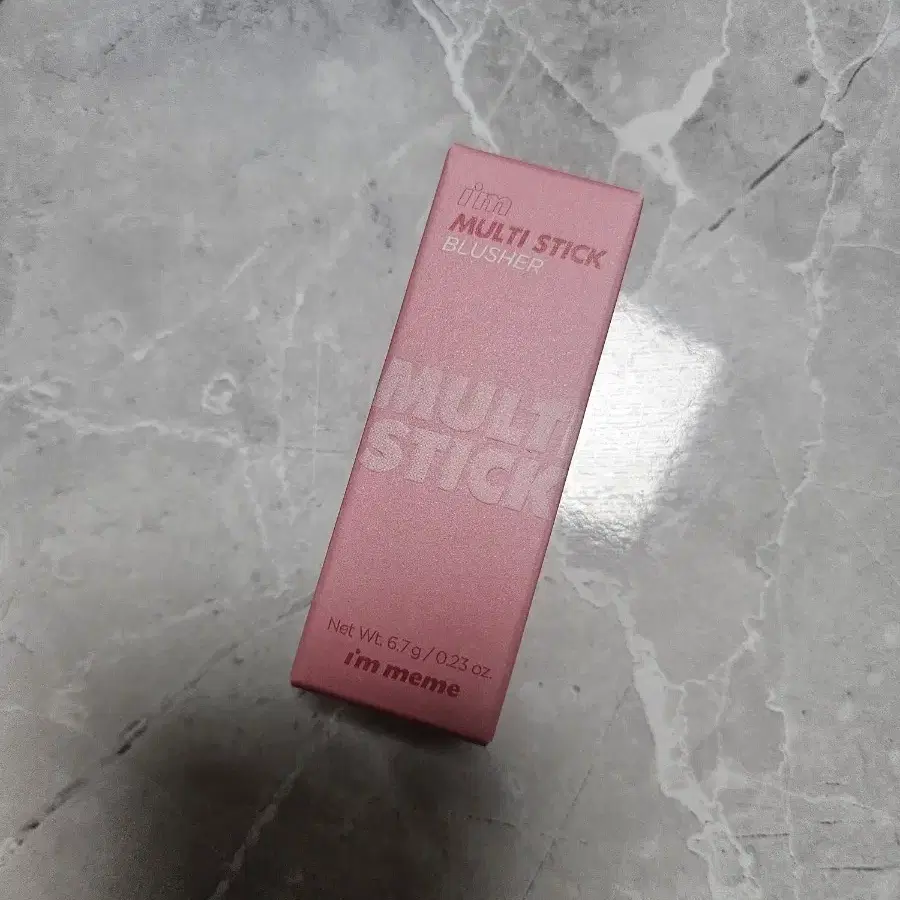 i'm
MULTI STICK
BLUSHER
MULTI
STICK
Net Wt. 6.7 g / 0.23 oz.
i'm meme